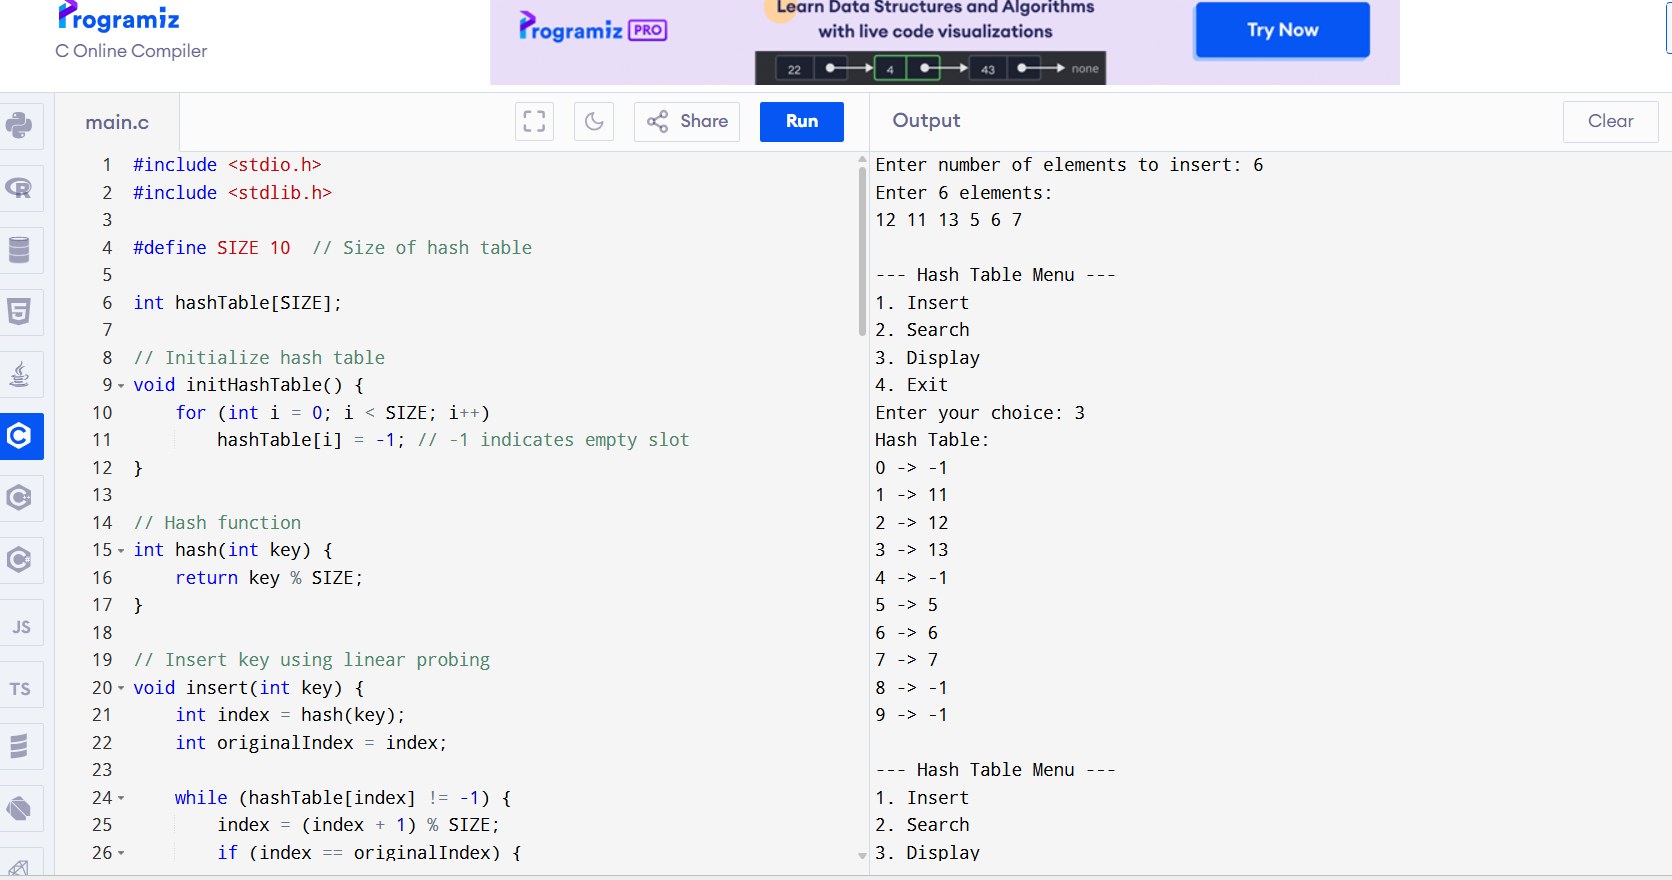 Programiz
C Online Compiler
Programiz PRO
Learn Data Structures and Algorithms
with live code visualizations
22 4 43 none
Try Now
main.c
Share
Run
Output
Clear
JS
TS
1 #include <stdio.h>
2 #include <stdlib.h>
3
4 #define SIZE 10  // Size of hash table
5
6 int hashTable[SIZE];
7
8 // Initialize hash table
9 void initHashTable() {
10     for (int i = 0; i < SIZE; i++)
11         hashTable[i] = -1; // -1 indicates empty slot
12 }
13
14 // Hash function
15 int hash(int key) {
16     return key % SIZE;
17 }
18
19 // Insert key using linear probing
20 void insert(int key) {
21     int index = hash(key);
22     int originalIndex = index;
23
24     while (hashTable[index] != -1) {
25         index = (index + 1) % SIZE;
26         if (index == originalIndex) {
Enter number of elements to insert: 6
Enter 6 elements:
12 11 13 5 6 7
--- Hash Table Menu ---
1. Insert
2. Search
3. Display
4. Exit
Enter your choice: 3
Hash Table:
0 -> -1
1 -> 11
2 -> 12
3 -> 13
4 -> -1
5 -> 5
6 -> 6
7 -> 7
8 -> -1
9 -> -1
--- Hash Table Menu ---
1. Insert
2. Search
3. Display